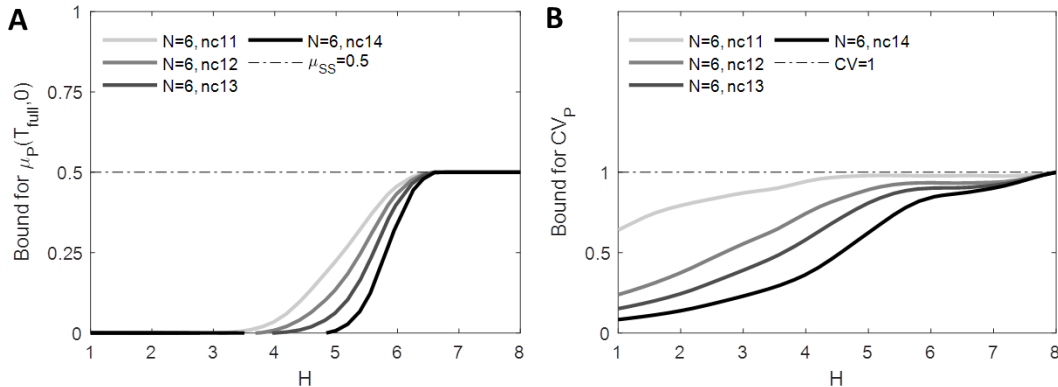 A
N=6, nc11
N=6, nc12
N=6, nc13
N=6, nc14
μSS=0.5
Bound for μP(Tfull,0)
1
0.75
0.5
0.25
0
1 2 3 4 5 6 7 8
H
B
N=6, nc11
N=6, nc12
N=6, nc13
N=6, nc14
CV=1
Bound for CVP
1
0.5
0
1 2 3 4 5 6 7 8
H